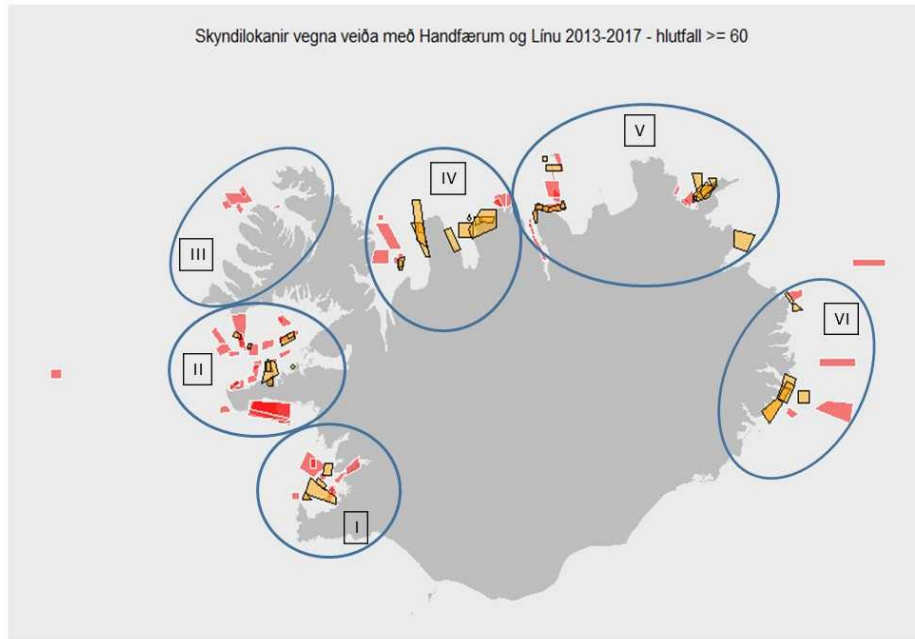 Skyndilokanir vegna veiða með Handfærum og Línu 2013-2017 - hlutfall >= 60
V
IV
III
VI
II
I